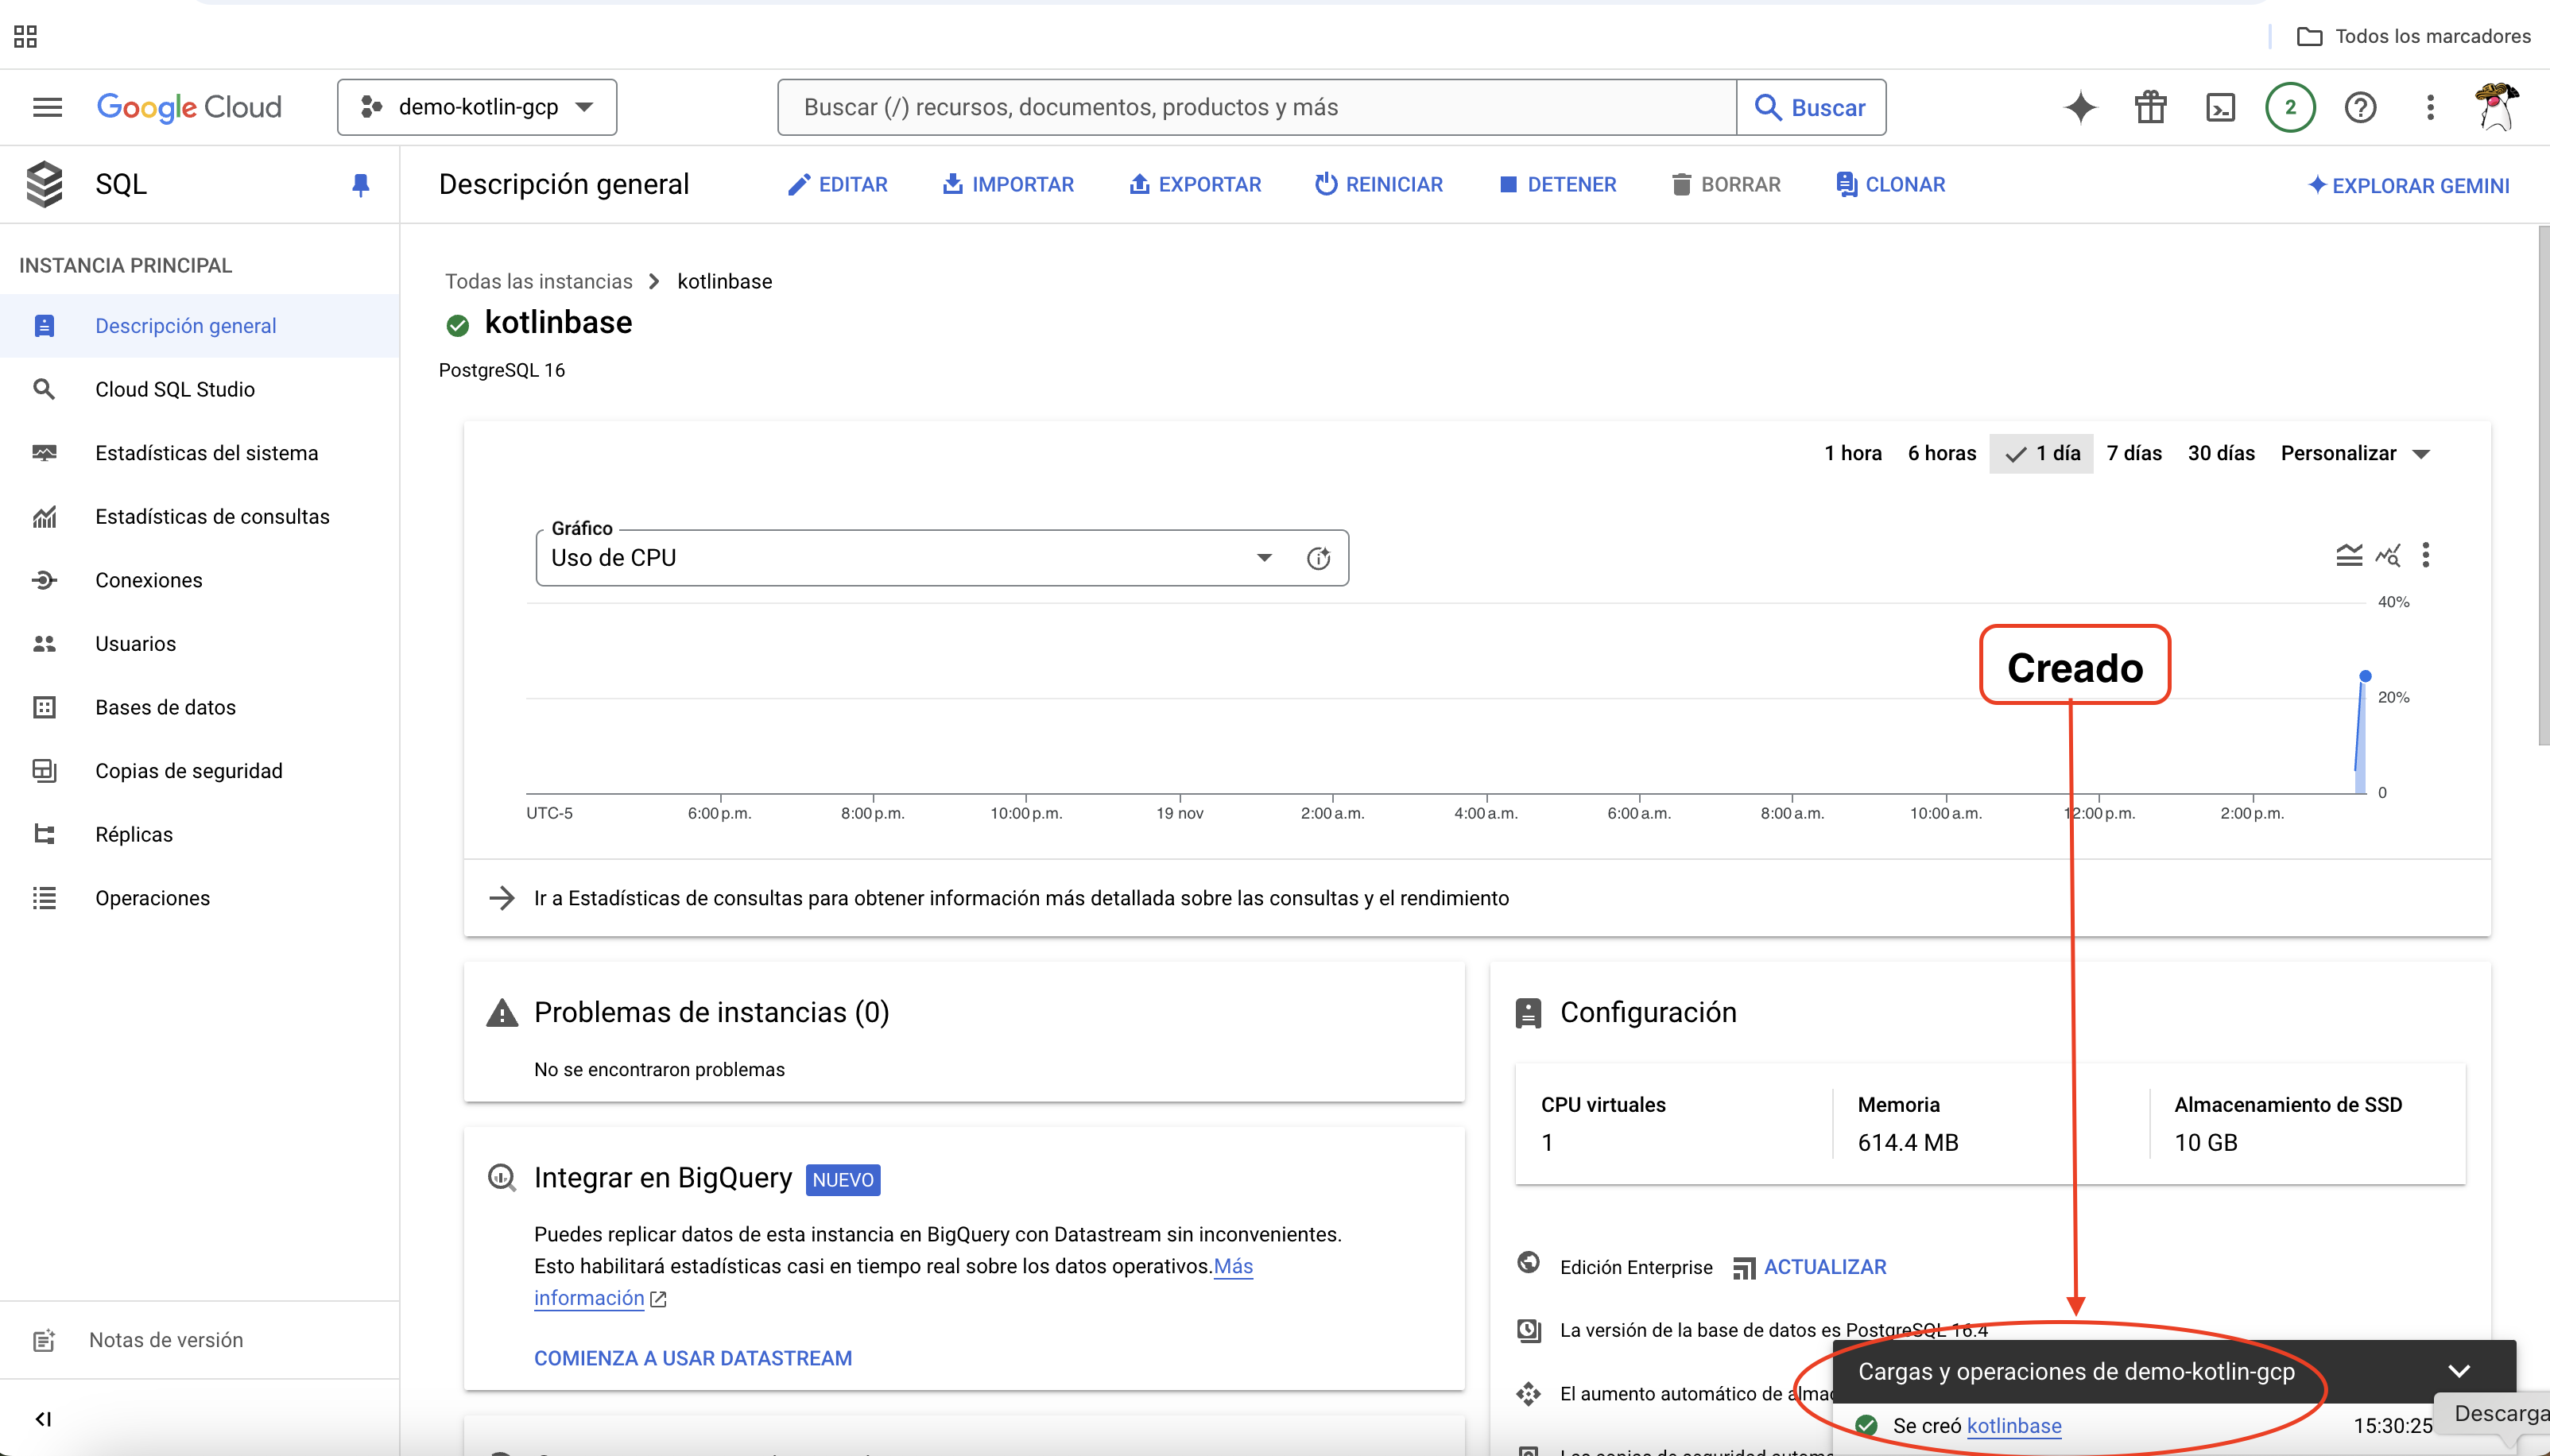 Todos los marcadores
Google Cloud
demo-kotlin-gcp
Buscar (/) recursos, documentos, productos y más
Buscar
2
SQL
Descripción general
EDITAR
IMPORTAR
EXPORTAR
REINICIAR
DETENER
BORRAR
CLONAR
EXPLORAR GEMINI
INSTANCIA PRINCIPAL
Descripción general
Cloud SQL Studio
Estadísticas del sistema
Estadísticas de consultas
Conexiones
Usuarios
Bases de datos
Copias de seguridad
Réplicas
Operaciones
Notas de versión
Todas las instancias
kotlinbase
kotlinbase
PostgreSQL 16
1 hora
6 horas
1 día
7 días
30 días
Personalizar
Gráfico
Uso de CPU
40%
Creado
20%
0
UTC-5
6:00 p.m.
8:00 p.m.
10:00 p.m.
19 nov
2:00 a.m.
4:00 a.m.
6:00 a.m.
8:00 a.m.
10:00 a.m.
12:00 p.m.
2:00 p.m.
Ir a Estadísticas de consultas para obtener información más detallada sobre las consultas y el rendimiento
Problemas de instancias (0)
No se encontraron problemas
Integrar en BigQuery NUEVO
Puedes replicar datos de esta instancia en BigQuery con Datastream sin inconvenientes.
Esto habilitará estadísticas casi en tiempo real sobre los datos operativos. Más
información
COMIENZA A USAR DATASTREAM
Configuración
CPU virtuales
1
Memoria
614.4 MB
Almacenamiento de SSD
10 GB
Edición Enterprise
ACTUALIZAR
La versión de la base de datos es PostgreSQL 16.4
El aumento automático de almac
Cargas y operaciones de demo-kotlin-gcp
Se creó kotlinbase
15:30:25
Descarga